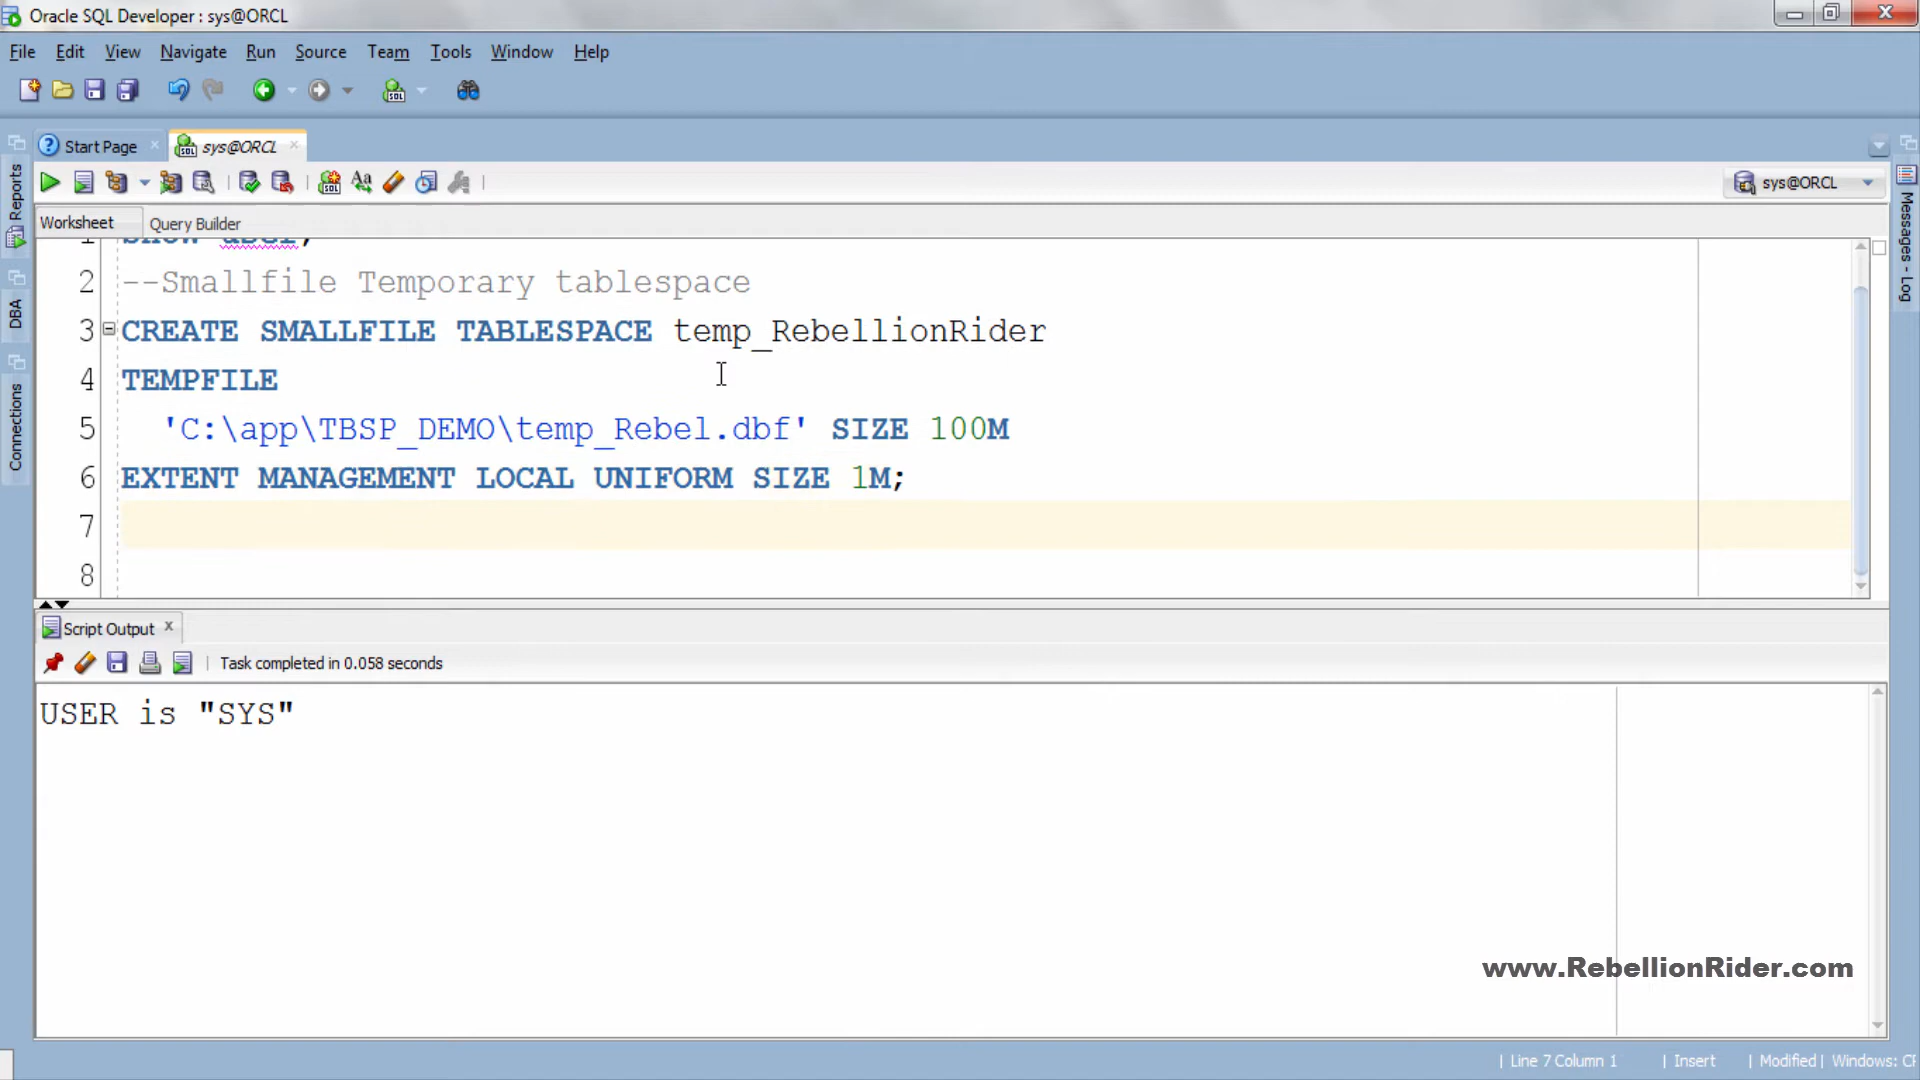 Oracle SQL Developer : sys@ORCL
File Edit View Navigate Run Source Team Tools Window Help
Start Page sys@ORCL
sys@ORCL
Worksheet Query Builder
2 --Smallfile Temporary tablespace
3 CREATE SMALLFILE TABLESPACE temp_RebellionRider
4 TEMPFILE
5 'C:\app\TBSP_DEMO\temp_Rebel.dbf' SIZE 100M
6 EXTENT MANAGEMENT LOCAL UNIFORM SIZE 1M;
7
8
Reports
DBA
Connections
Messages - Log
Script Output
Task completed in 0.058 seconds
USER is "SYS"
www.RebellionRider.com
Line 7 Column 1 Insert Modified Windows: